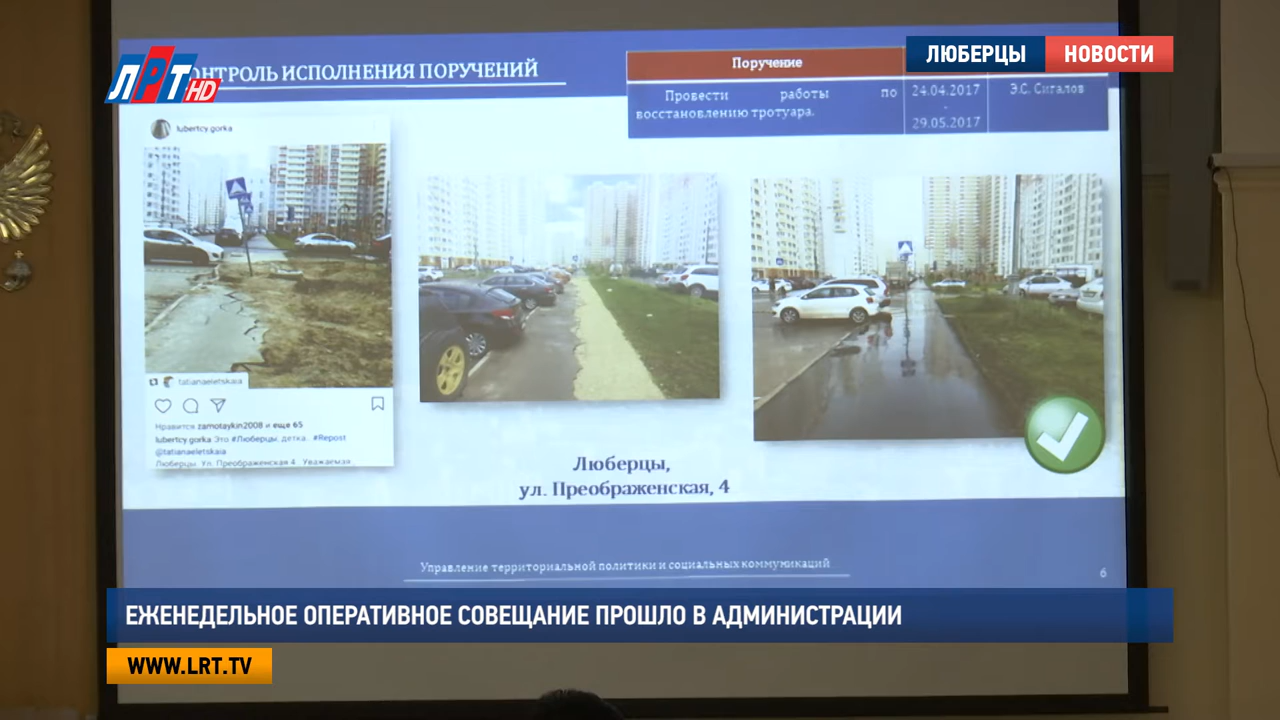 ЛРТ HD
ЛЮБЕРЦЫ НОВОСТИ
КОНТРОЛЬ ИСПОЛНЕНИЯ ПОРУЧЕНИЙ
Поручение
Провести работы по
восстановлению тротуара.
24.04.2017
-
29.05.2017
Э.С. Сигалов
lubertcy.gorka
tatianaeletskaia
Нравится zamotaykin2008 и еще 65
lubertcy.gorka Это #Люберцы, детка.. #Repost
@tatianaeletskaia
Люберцы. Ул. Преображенская 4. Уважаемая
Люберцы,
ул. Преображенская, 4
Управление территориальной политики и социальных коммуникаций
6
ЕЖЕНЕДЕЛЬНОЕ ОПЕРАТИВНОЕ СОВЕЩАНИЕ ПРОШЛО В АДМИНИСТРАЦИИ
WWW.LRT.TV